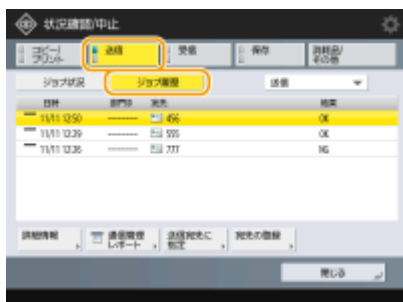 状況確認/中止
コピー/
プリント
送信
受信
保存
消耗品/
その他
ジョブ状況
ジョブ履歴
送信
日時 部門ID 宛先 結果
11/11 12:50 -------- 456 OK
11/11 12:39 -------- 555 OK
11/11 12:36 -------- 777 NG
詳細情報
通信管理
レポート
送信宛先に
指定
宛先の登録
閉じる